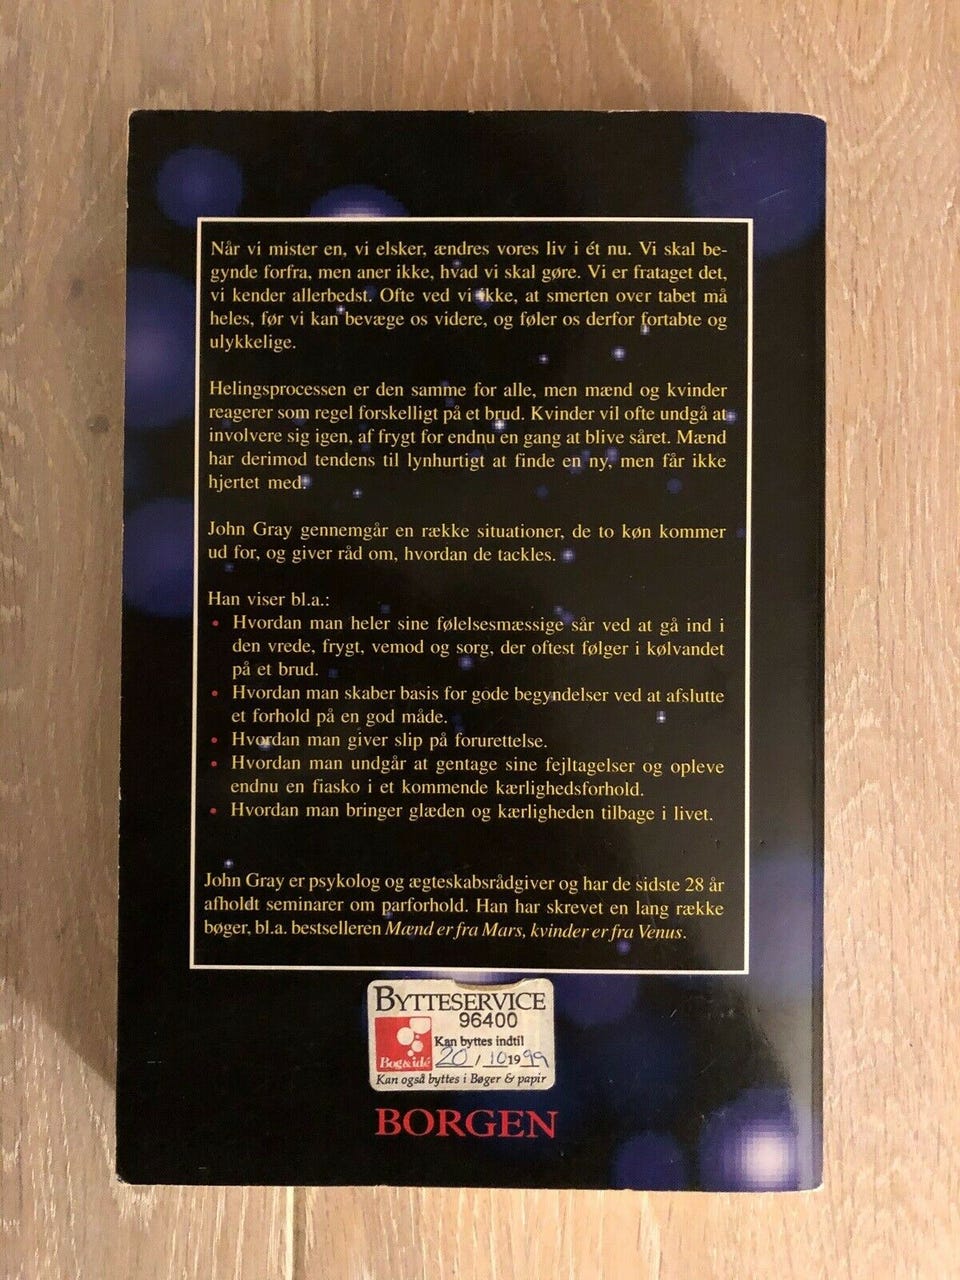 Når vi mister en, vi elsker, ændres vores liv i ét nu. Vi skal be-
gynde forfra, men aner ikke, hvad vi skal gøre. Vi er frataget det,
vi kender allerbedst. Ofte ved vi ikke, at smerten over tabet må
heles, før vi kan bevæge os videre, og føler os derfor fortabte og
ulykkelige.
Helingsprocessen er den samme for alle, men mænd og kvinder
reagerer som regel forskelligt på et brud. Kvinder vil ofte undgå at
involvere sig igen, af frygt for endnu en gang at blive såret. Mænd
har derimod tendens til lynhurtigt at finde en ny, men får ikke
hjertet med.
John Gray gennemgår en række situationer, de to køn kommer
ud for, og giver råd om, hvordan de tackles.
Han viser bl.a.:
• Hvordan man heler sine følelsesmæssige sår ved at gå ind i
den vrede, frygt, vemod og sorg, der oftest følger i kølvandet
på et brud.
• Hvordan man skaber basis for gode begyndelser ved at afslutte
et forhold på en god måde.
• Hvordan man giver slip på forurettelse.
• Hvordan man undgår at gentage sine fejltagelser og opleve
endnu en fiasko i et kommende kærlighedsforhold.
• Hvordan man bringer glæden og kærligheden tilbage i livet.
John Gray er psykolog og ægteskabsrådgiver og har de sidste 28 år
afholdt seminarer om parforhold. Han har skrevet en lang række
bøger, bl.a. bestselleren Mænd er fra Mars, kvinder er fra Venus.
BYTTESERVICE
96400
Kan byttes indtil
Bog&idé 20 / 10 19 99
Kan også byttes i Bøger & papir
BORGEN